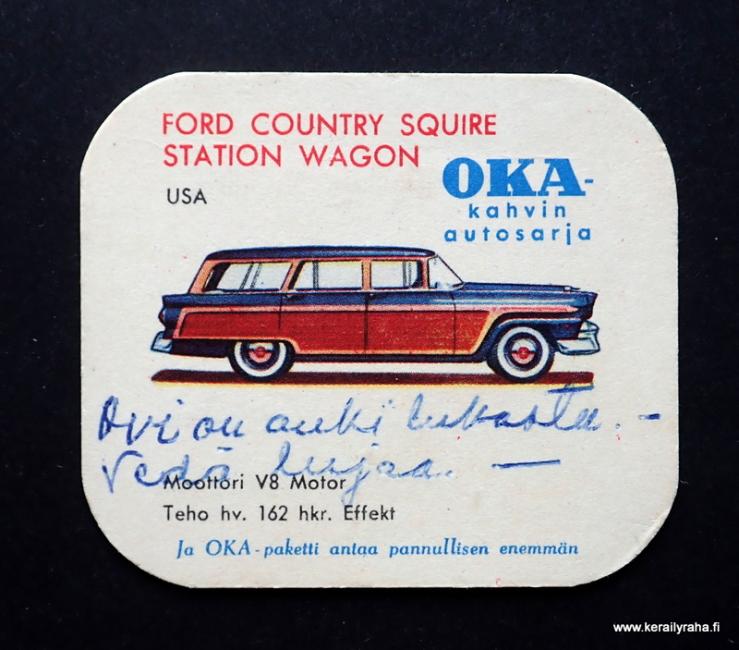 FORD COUNTRY SQUIRE
STATION WAGON
USA
OKA-
kahvin
autosarja
Ovi on auki lukosta. –
Vedä lujaa. —
Moottori V8 Motor
Teho hv. 162 hkr. Effekt
Ja OKA-paketti antaa pannullisen enemmän
www.kerailyraha.fi